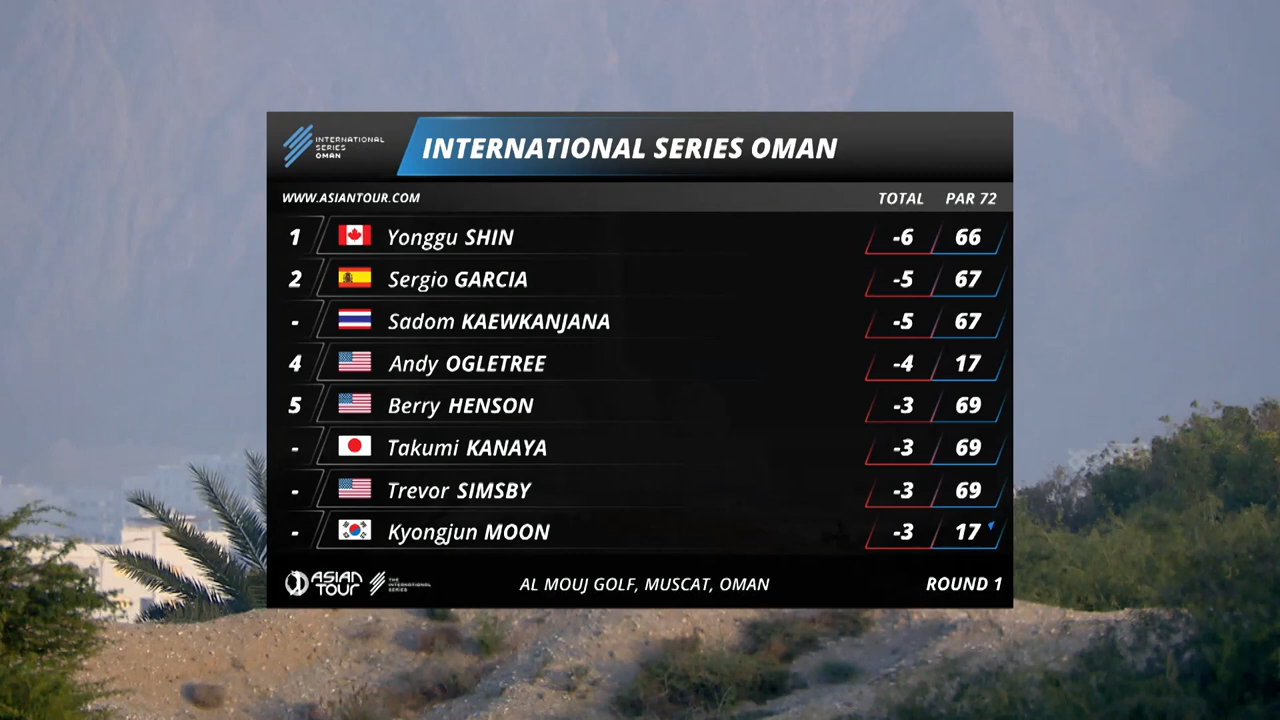 INTERNATIONAL
SERIES
OMAN
INTERNATIONAL SERIES OMAN
WWW.ASIANTOUR.COM TOTAL PAR 72
1 Yonggu SHIN -6 66
2 Sergio GARCIA -5 67
- Sadom KAEWKANJANA -5 67
4 Andy OGLETREE -4 17
5 Berry HENSON -3 69
- Takumi KANAYA -3 69
- Trevor SIMSBY -3 69
- Kyongjun MOON -3 17
ASIAN
TOUR
THE
INTERNATIONAL
SERIES
AL MOUJ GOLF, MUSCAT, OMAN
ROUND 1